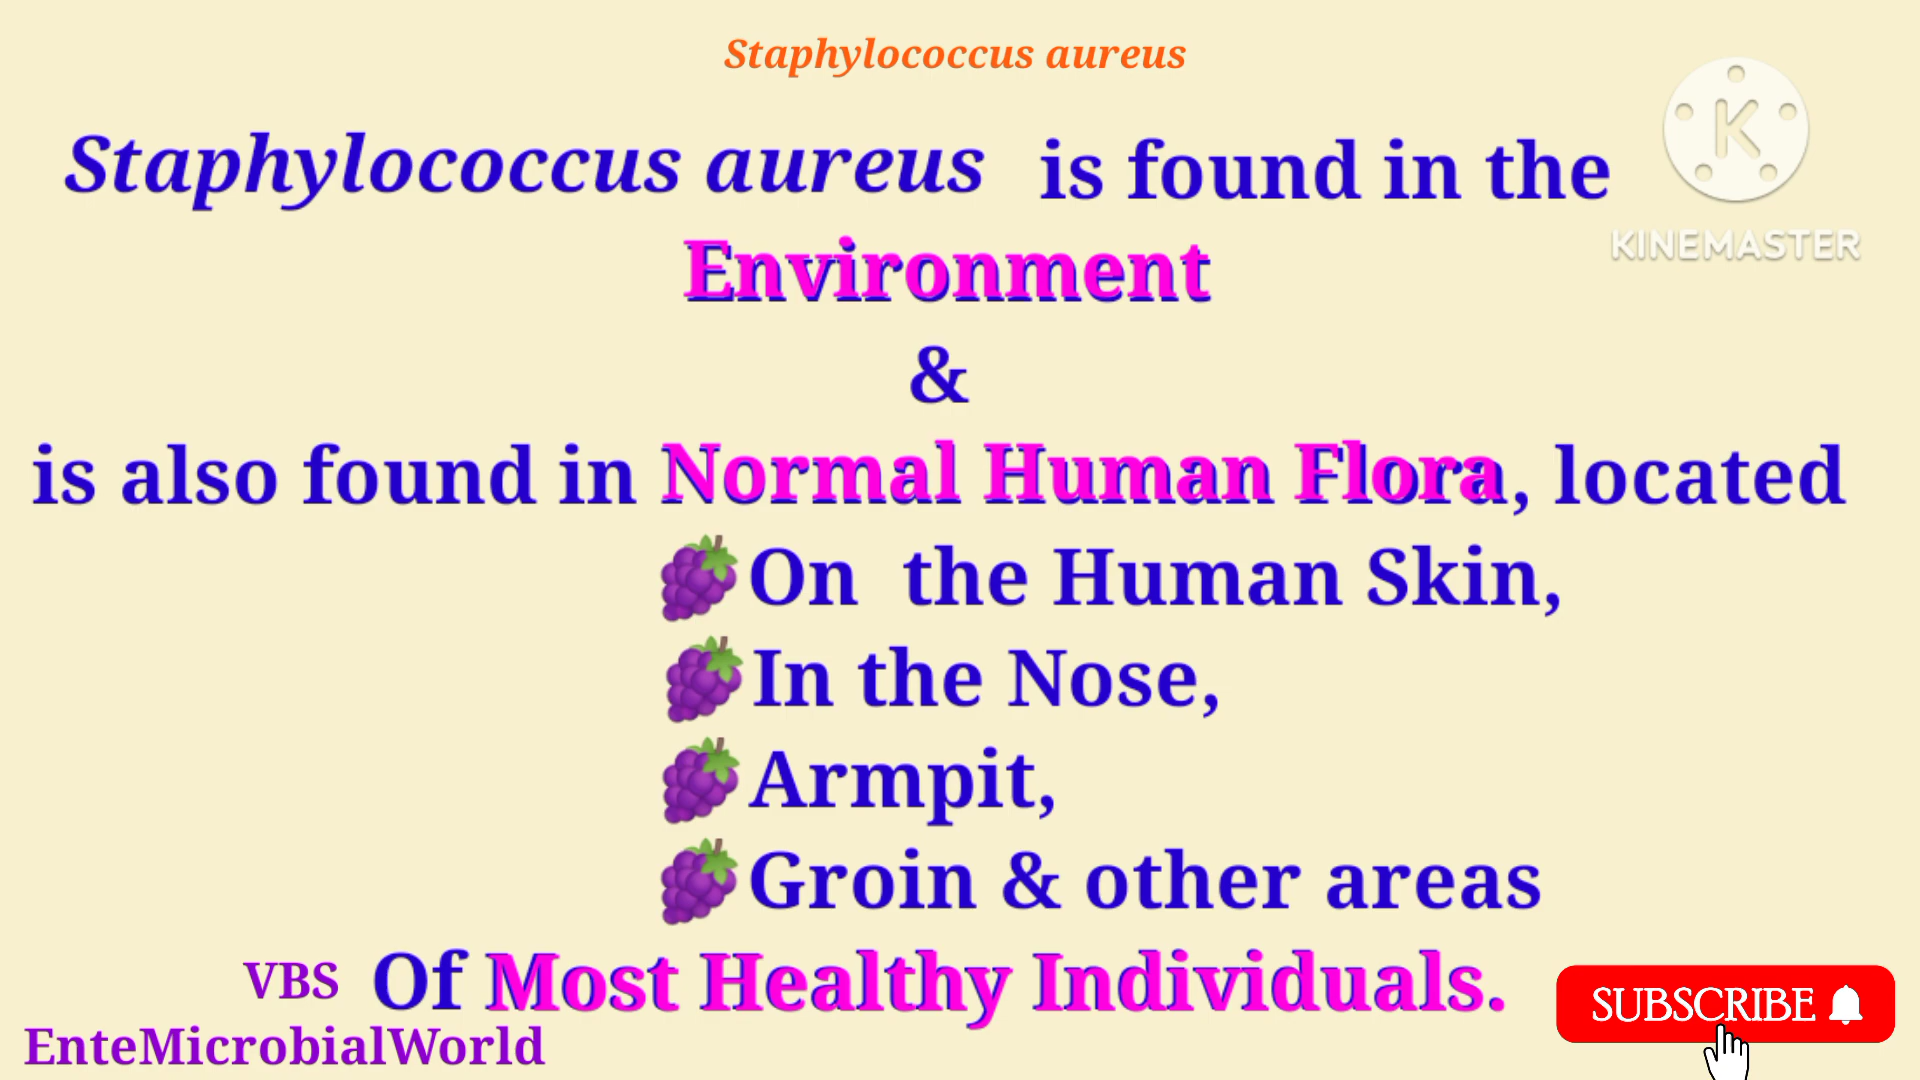 Staphylococcus aureus
Staphylococcus aureus is found in the
K
KINEMASTER
Environment
&
is also found in Normal Human Flora, located
On the Human Skin,
In the Nose,
Armpit,
Groin & other areas
VBS Of Most Healthy Individuals.
SUBSCRIBE
EnteMicrobialWorld